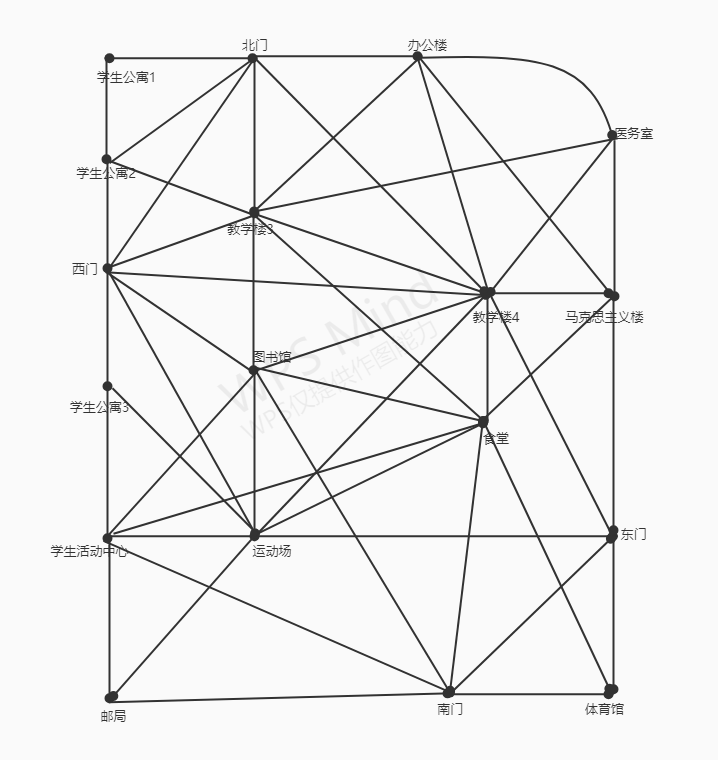 北门
办公楼
学生公寓1
医务室
学生公寓2
教学楼3
西门
教学楼4
马克思主义楼
图书馆
WPS Mind
WPS仅提供作图能力
学生公寓3
食堂
学生活动中心
运动场
东门
邮局
南门
体育馆